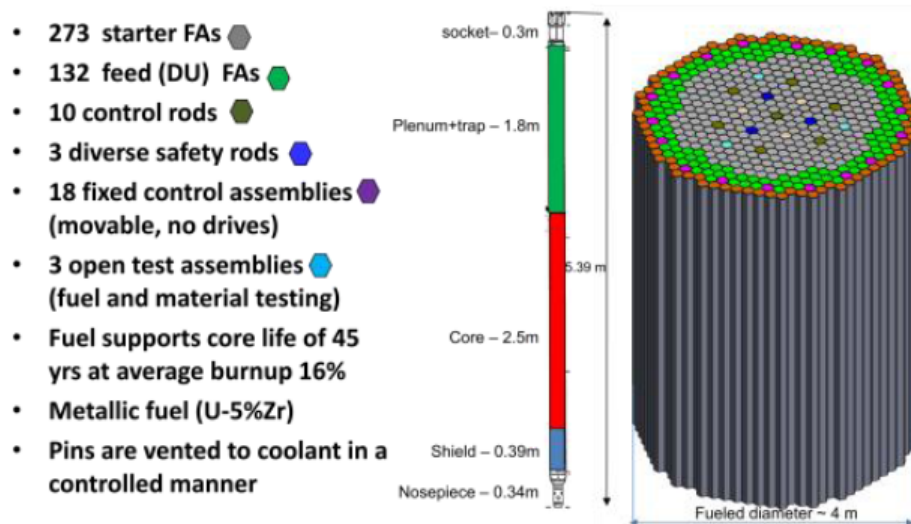 • 273 starter FAs
• 132 feed (DU) FAs
• 10 control rods
• 3 diverse safety rods
• 18 fixed control assemblies
(movable, no drives)
• 3 open test assemblies
(fuel and material testing)
• Fuel supports core life of 45
yrs at average burnup 16%
• Metallic fuel (U-5%Zr)
• Pins are vented to coolant in a
controlled manner
socket– 0.3m
Plenum+trap – 1.8m
5.39 m
Core – 2.5m
Shield – 0.39m
Nosepiece – 0.34m
Fueled diameter ~ 4 m